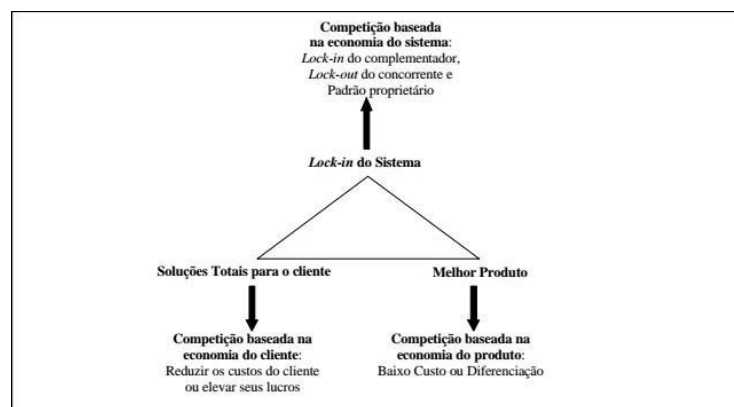 Competição baseada
na economia do sistema:
Lock-in do complementador,
Lock-out do concorrente e
Padrão proprietário
Lock-in do Sistema
Soluções Totais para o cliente
Melhor Produto
Competição baseada na
economia do cliente:
Reduzir os custos do cliente
ou elevar seus lucros
Competição baseada na
economia do produto:
Baixo Custo ou Diferenciação